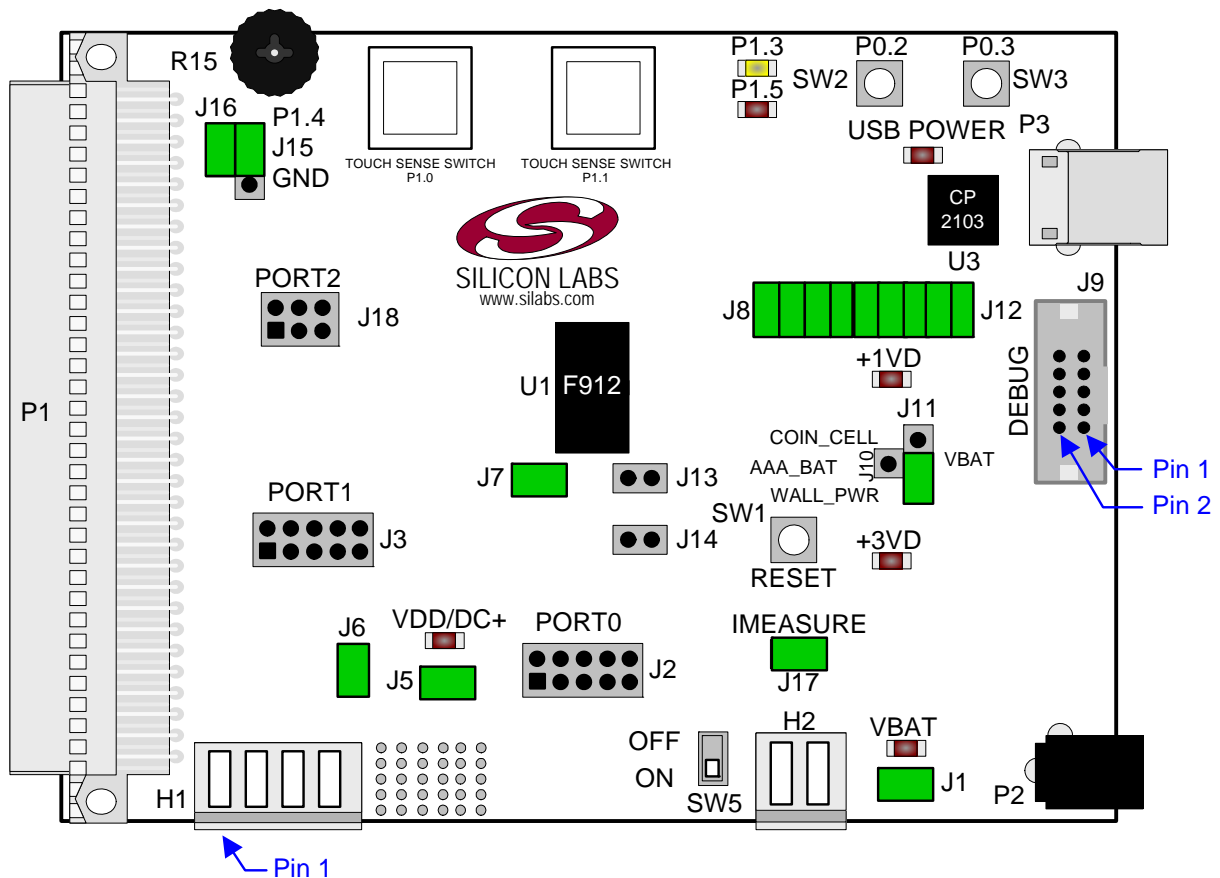 R15
P1.3
P0.2
P0.3
SW2
SW3
P1.5
J16
P1.4
J15
GND
TOUCH SENSE SWITCH
P1.0
TOUCH SENSE SWITCH
P1.1
USB POWER
P3
CP
2103
U3
SILICON LABS
www.silabs.com
PORT2
J18
J8
J12
J9
DEBUG
P1
U1
F912
+1VD
J11
COIN_CELL
J10
AAA_BAT
VBAT
WALL_PWR
Pin 1
Pin 2
J7
J13
J14
PORT1
J3
SW1
RESET
+3VD
J6
VDD/DC+
J5
PORT0
J2
IMEASURE
J17
H2
VBAT
OFF
ON
SW5
J1
P2
H1
Pin 1